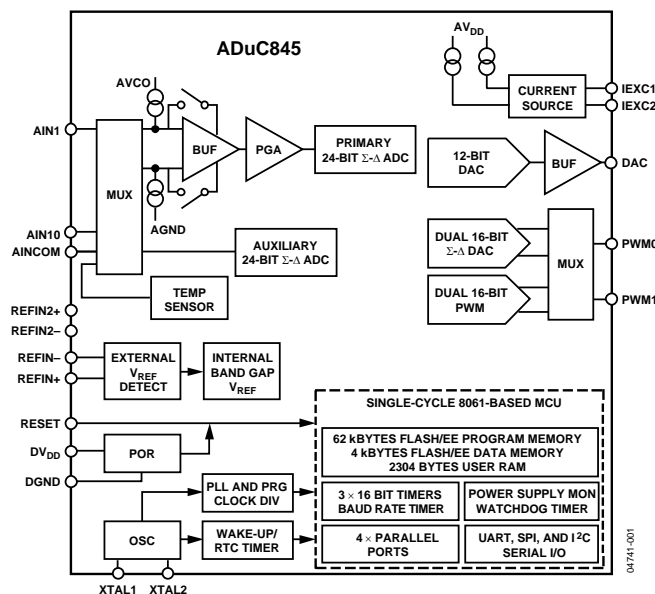 ADuC845
AVDD
AVCO
IEXC1
IEXC2
CURRENT
SOURCE
AIN1
BUF
PGA
PRIMARY
24-BIT Σ-Δ ADC
12-BIT
DAC
BUF
DAC
MUX
AGND
AIN10
AINCOM
AUXILIARY
24-BIT Σ-Δ ADC
DUAL 16-BIT
Σ-Δ DAC
MUX
PWM0
TEMP
SENSOR
DUAL 16-BIT
PWM
PWM1
REFIN2+
REFIN2–
REFIN–
REFIN+
EXTERNAL
VREF
DETECT
INTERNAL
BAND GAP
VREF
RESET
SINGLE-CYCLE 8061-BASED MCU
DVDD
POR
62 kBYTES FLASH/EE PROGRAM MEMORY
4 kBYTES FLASH/EE DATA MEMORY
2304 BYTES USER RAM
DGND
PLL AND PRG
CLOCK DIV
3 × 16 BIT TIMERS
BAUD RATE TIMER
POWER SUPPLY MON
WATCHDOG TIMER
OSC
WAKE-UP/
RTC TIMER
4 × PARALLEL
PORTS
UART, SPI, AND I2C
SERIAL I/O
XTAL1
XTAL2
04741-001